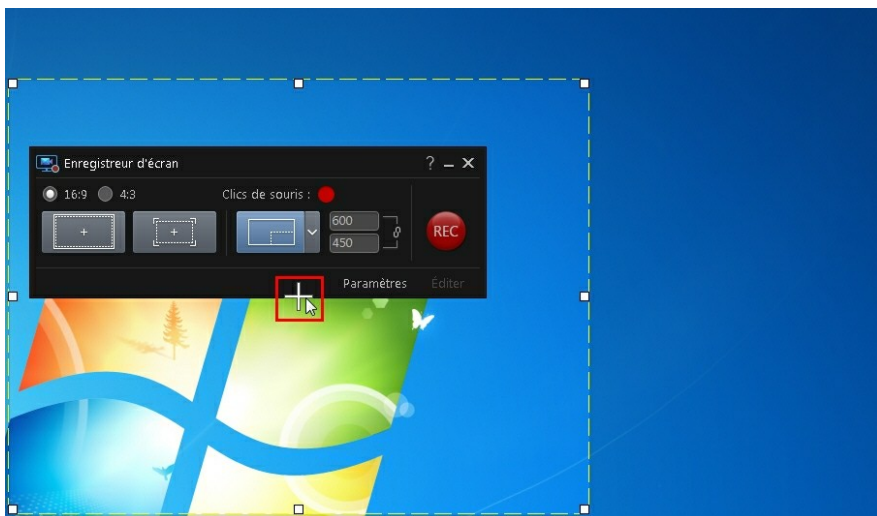 Enregistreur d'écran ? – X
16:9 4:3 Clics de souris :
600
450
REC
Paramètres Éditer